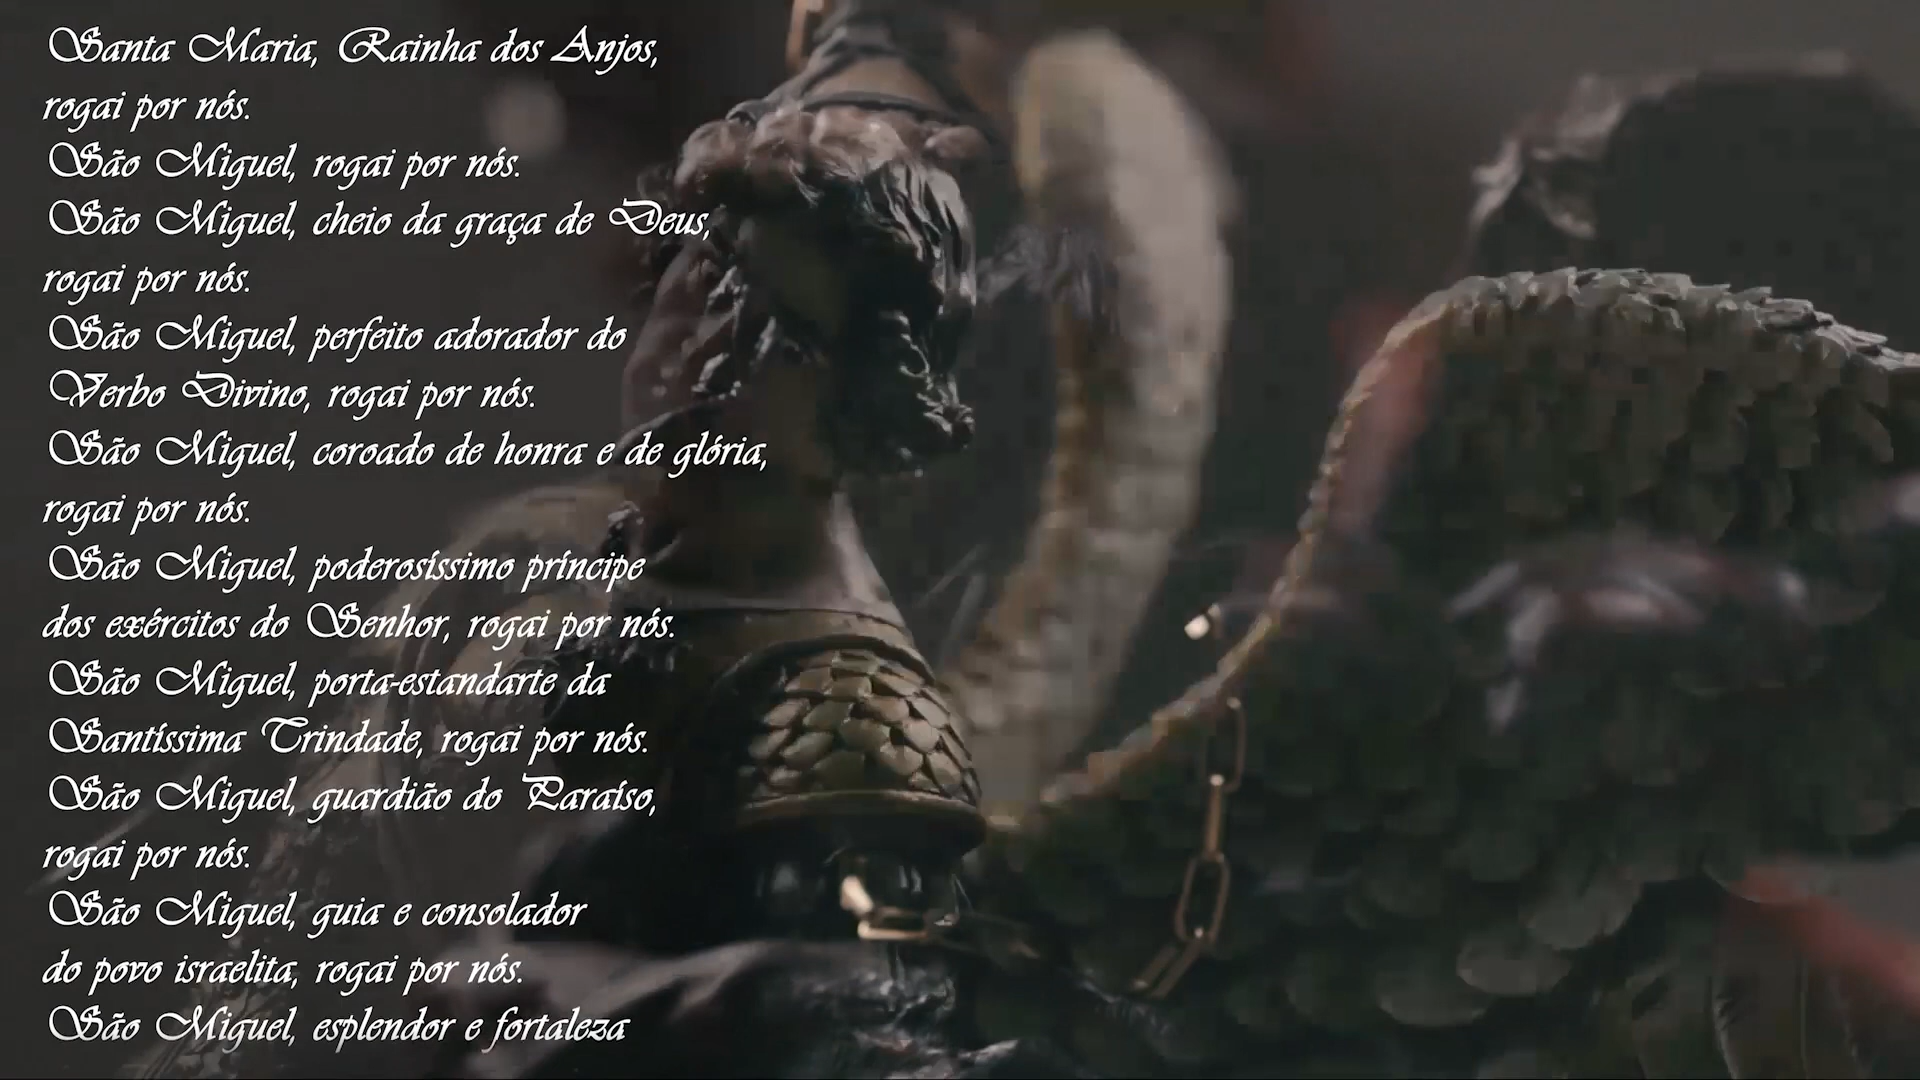 Santa Maria, Rainha dos Anjos,
rogai por nós.
São Miguel, rogai por nós.
São Miguel, cheio da graça de Deus,
rogai por nós.
São Miguel, perfeito adorador do
Verbo Divino, rogai por nós.
São Miguel, coroado de honra e de glória,
rogai por nós.
São Miguel, poderosíssimo príncipe
dos exércitos do Senhor, rogai por nós.
São Miguel, porta-estandarte da
Santíssima Trindade, rogai por nós.
São Miguel, guardião do Paraíso,
rogai por nós.
São Miguel, guia e consolador
do povo israelita, rogai por nós.
São Miguel, esplendor e fortaleza